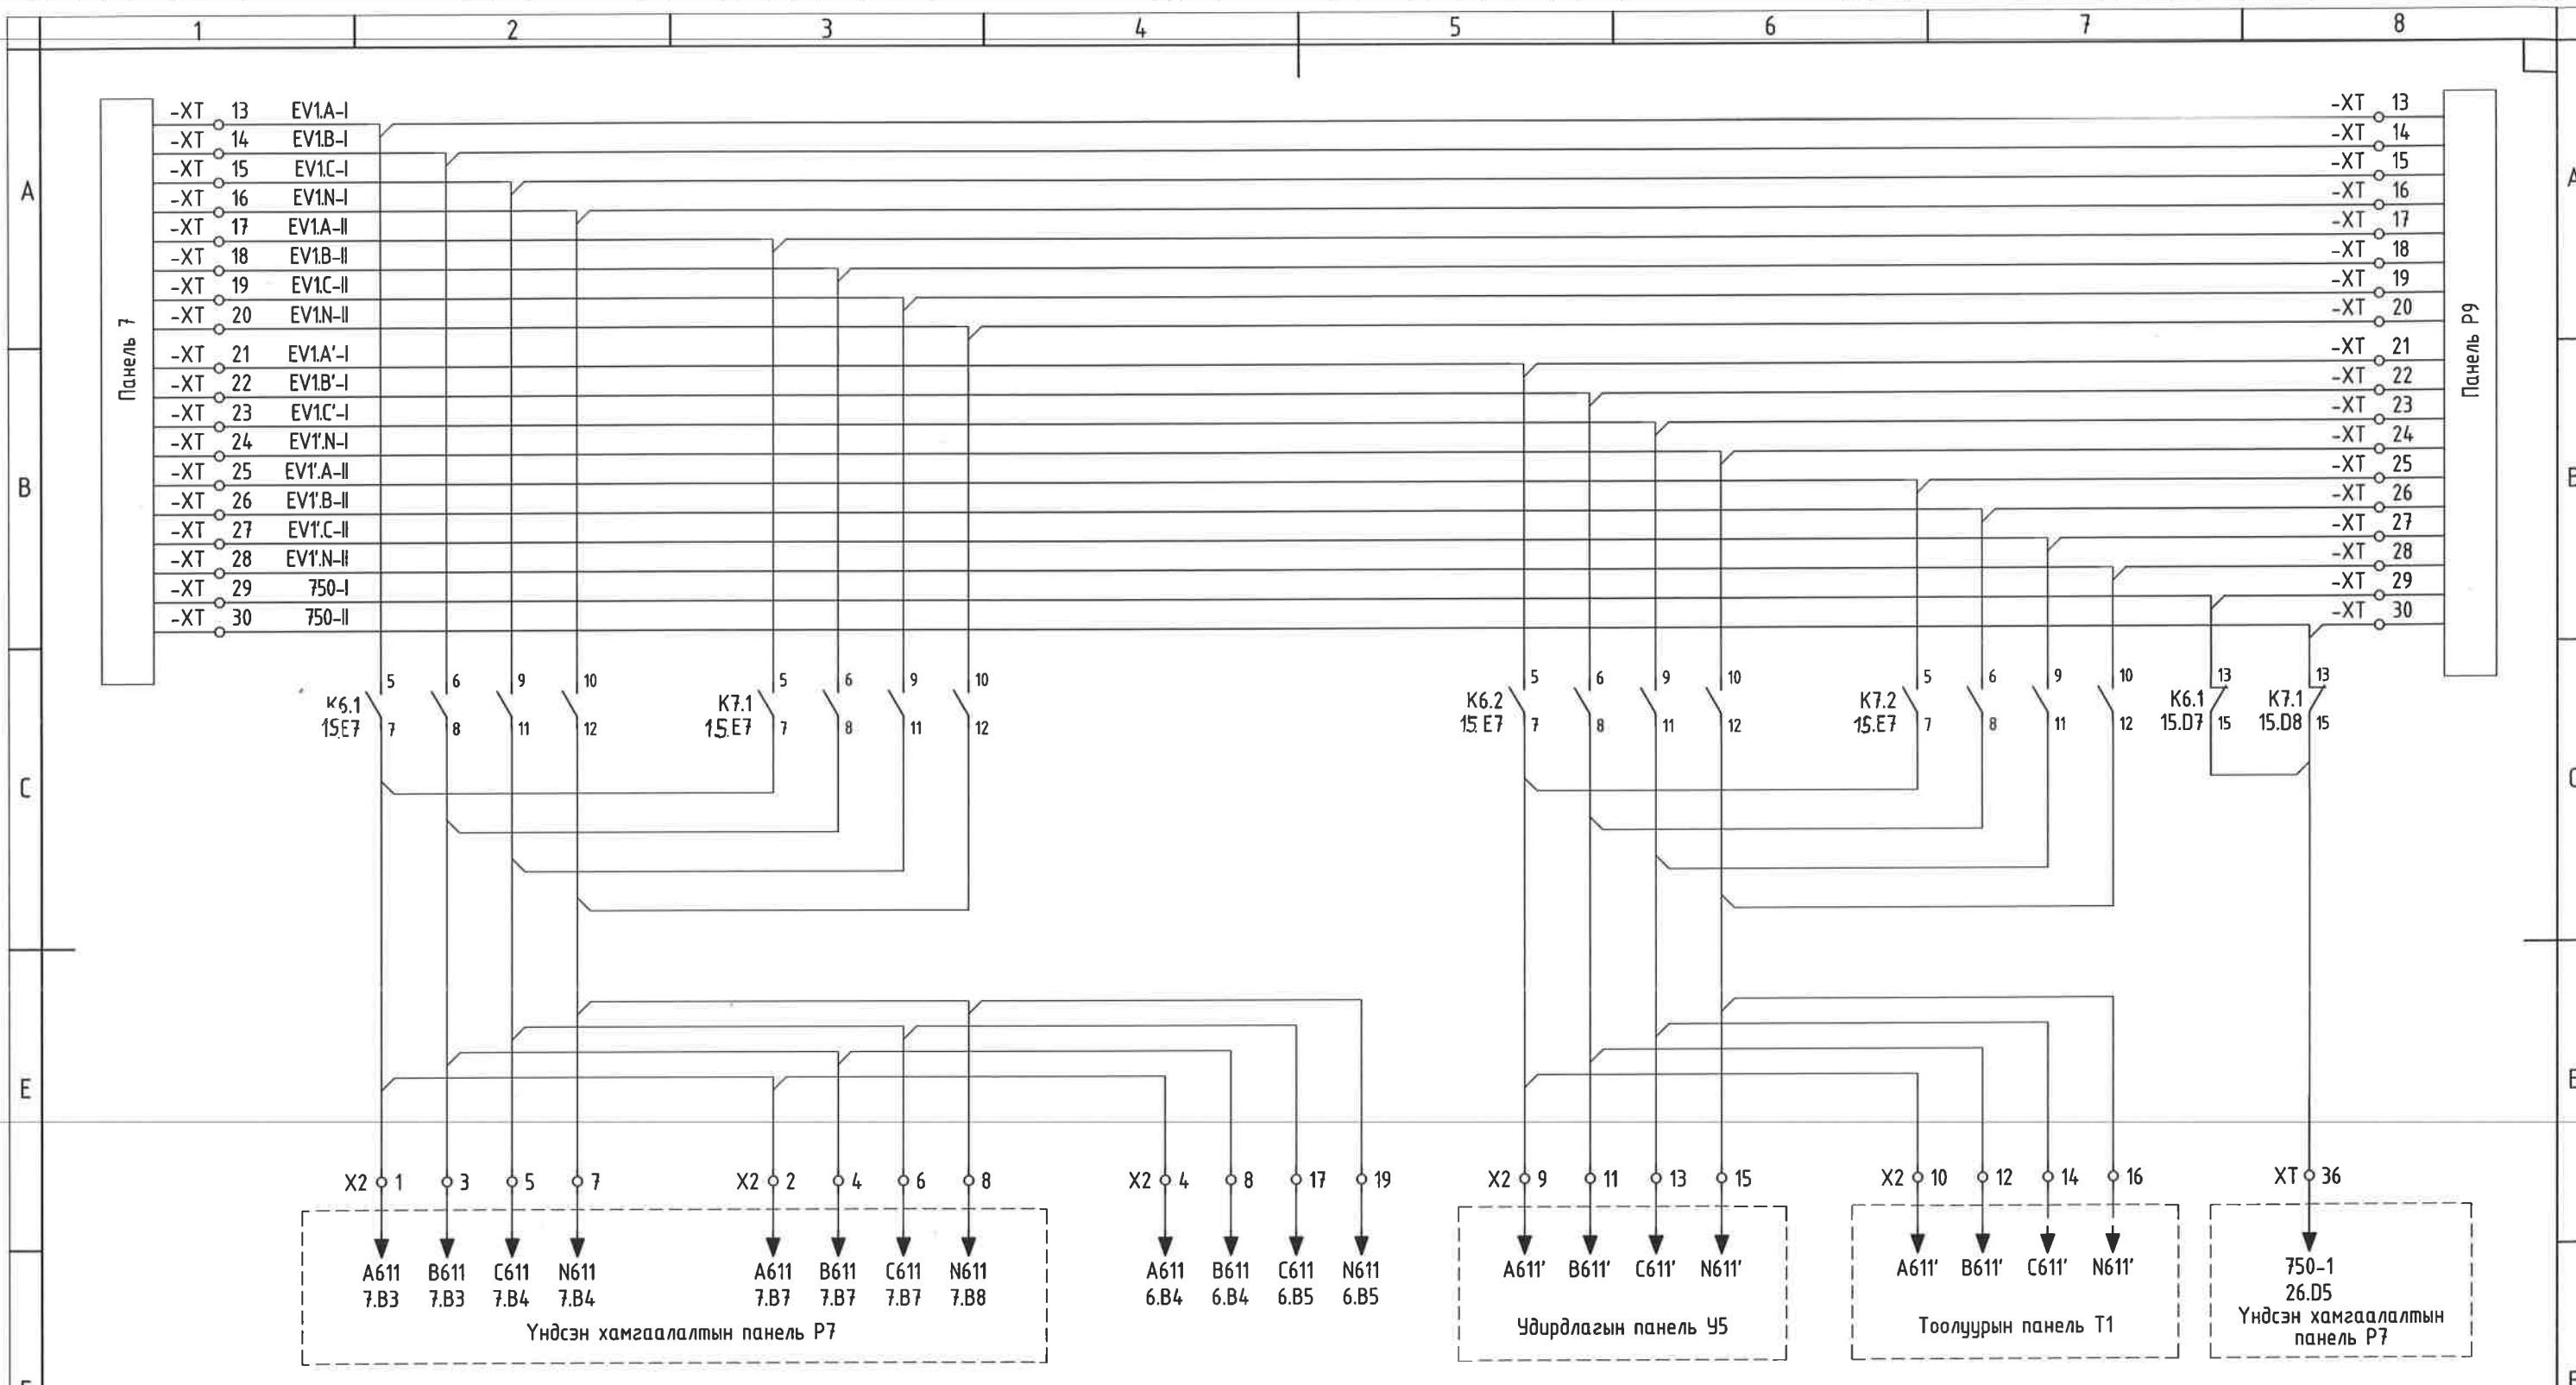 1 2 3 4 5 6 7 8
A
B
C
E
Панель 7
-XT 13 EV1.A-I
-XT 14 EV1.B-I
-XT 15 EV1.C-I
-XT 16 EV1.N-I
-XT 17 EV1.A-II
-XT 18 EV1.B-II
-XT 19 EV1.C-II
-XT 20 EV1.N-II
-XT 21 EV1.A'-I
-XT 22 EV1.B'-I
-XT 23 EV1.C'-I
-XT 24 EV1'.N-I
-XT 25 EV1'.A-II
-XT 26 EV1'.B-II
-XT 27 EV1'.C-II
-XT 28 EV1'.N-II
-XT 29 750-I
-XT 30 750-II
-XT 13
-XT 14
-XT 15
-XT 16
-XT 17
-XT 18
-XT 19
-XT 20
-XT 21
-XT 22
-XT 23
-XT 24
-XT 25
-XT 26
-XT 27
-XT 28
-XT 29
-XT 30
Панель P9
A
5 6 9 10 5 6 9 10 5 6 9 10 5 6 9 10 13 13
K6.1 K7.1 K6.2 K7.2 K6.1 K7.1
15.E7 7 8 11 12 15.E7 7 8 11 12 15.E7 7 8 11 12 15.E7 7 8 11 12 15.D7 15 15.D8 15
X2 1 3 5 7 X2 2 4 6 8 X2 4 8 17 19 X2 9 11 13 15 X2 10 12 14 16 XT 36
A611 B611 C611 N611 A611 B611 C611 N611 A611 B611 C611 N611 A611' B611' C611' N611' A611' B611' C611' N611' 750-1
7.B3 7.B3 7.B4 7.B4 7.B7 7.B7 7.B7 7.B8 6.B4 6.B4 6.B5 6.B5 26.D5
Үндсэн хамгаалалтын панель P7
Удирдлагын панель У5
Тоолуурын панель T1
Үндсэн хамгаалалтын
панель P7